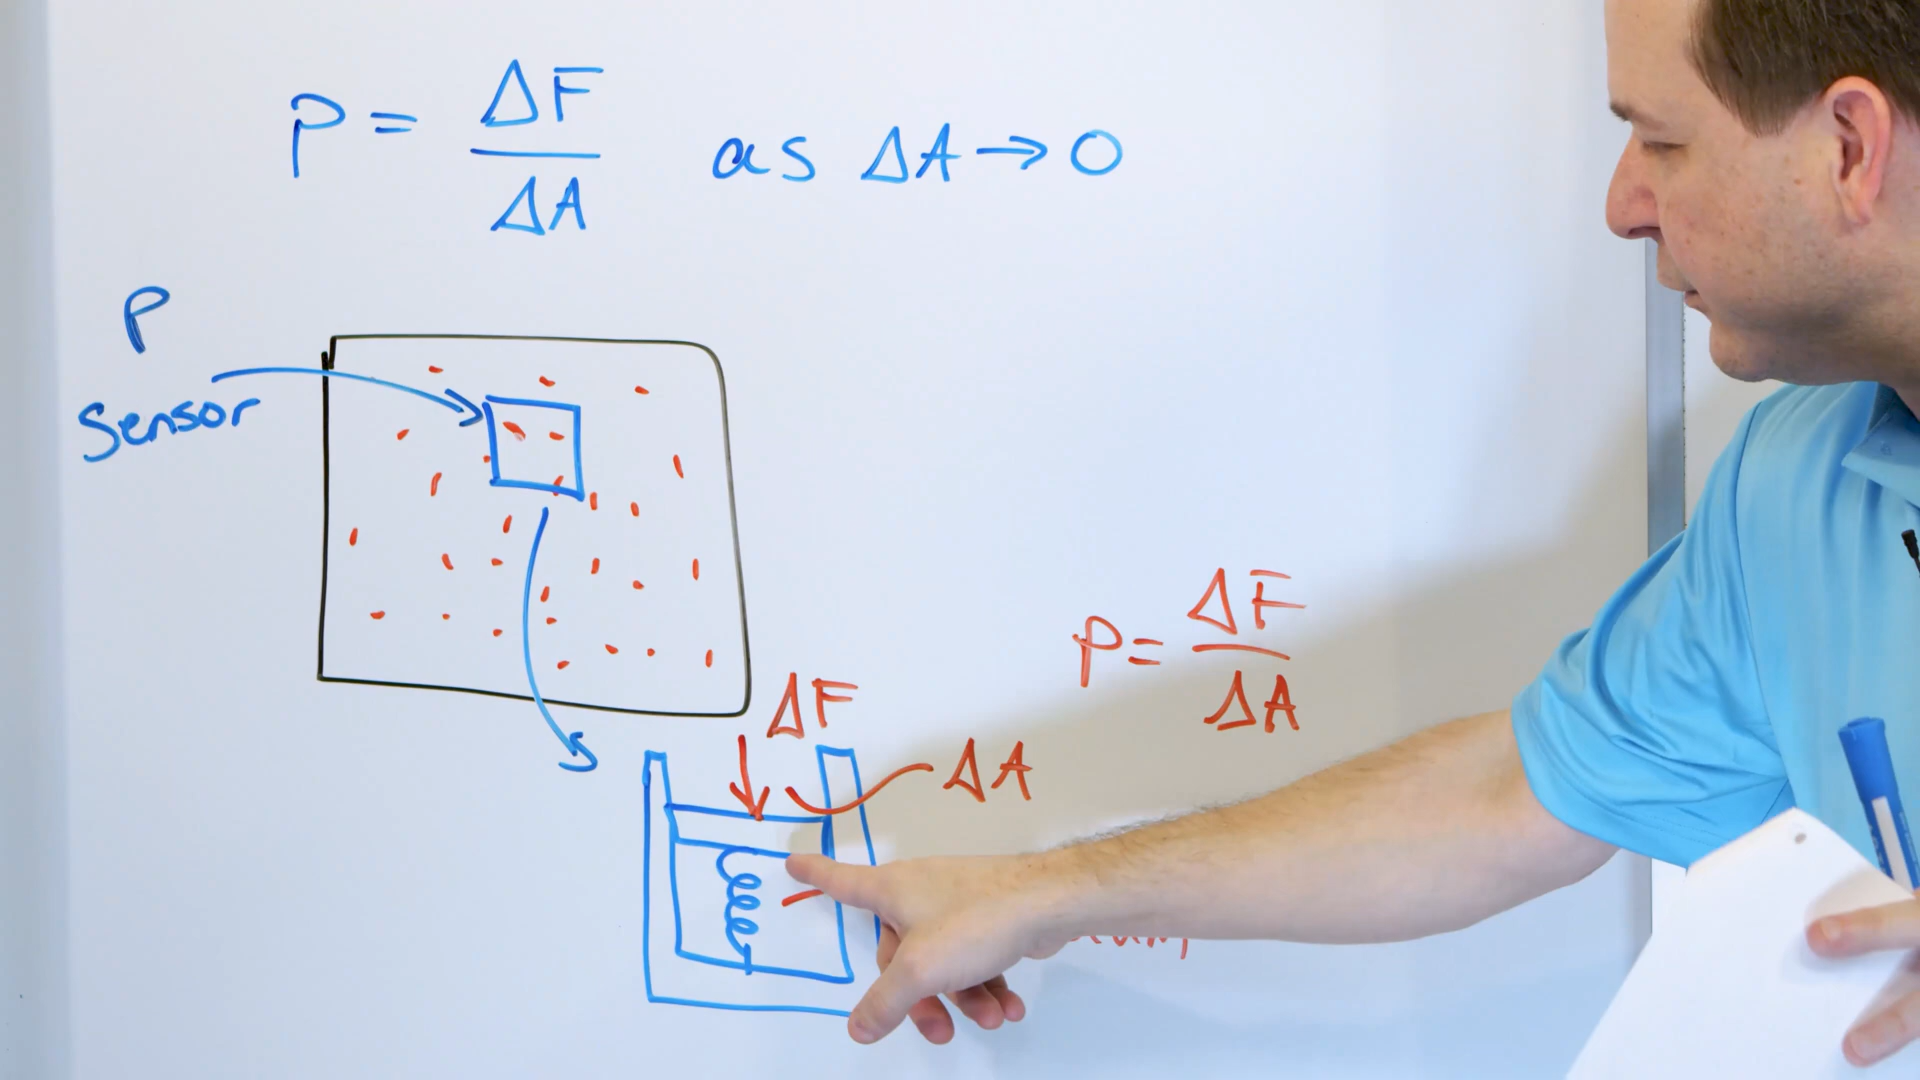 P = ΔF/ΔA as ΔA → 0
P
Sensor
ΔF
ΔA
P = ΔF/ΔA